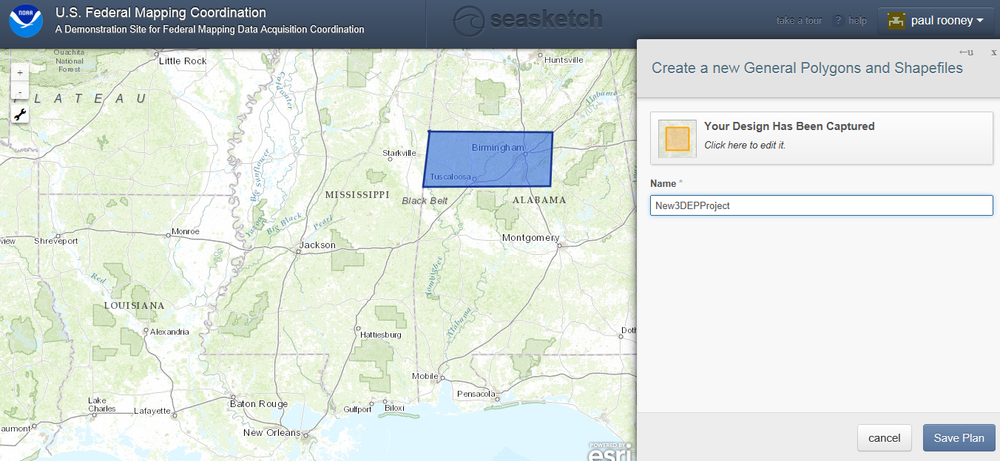 NOAA
U.S. Federal Mapping Coordination
A Demonstration Site for Federal Mapping Data Acquisition Coordination
seasketch
take a tour
? help
paul rooney
←u
x
Create a new General Polygons and Shapefiles
Your Design Has Been Captured
Click here to edit it.
Name *
New3DEPProject
cancel
Save Plan
+
-
Ouachita
National
Forest
Little Rock
Huntsville
L A T E A U
Coldwater
Alabama
Birmingham
Starkville
Tuscaloosa
Big Sunflower
MISSISSIPPI
Black Belt
ALABAMA
Yazoo
Big Black
Pearl
Monroe
Shreveport
view
Jackson
Montgomery
Tombigbee
Red
LOUISIANA
Alabama
Alexandria
Hattiesburg
Doth
Mobile
Pensacola
Lake
Charles
Lafayette
Baton Rouge
Gulfport
Biloxi
aumont
New Orleans
POWERED BY
esri